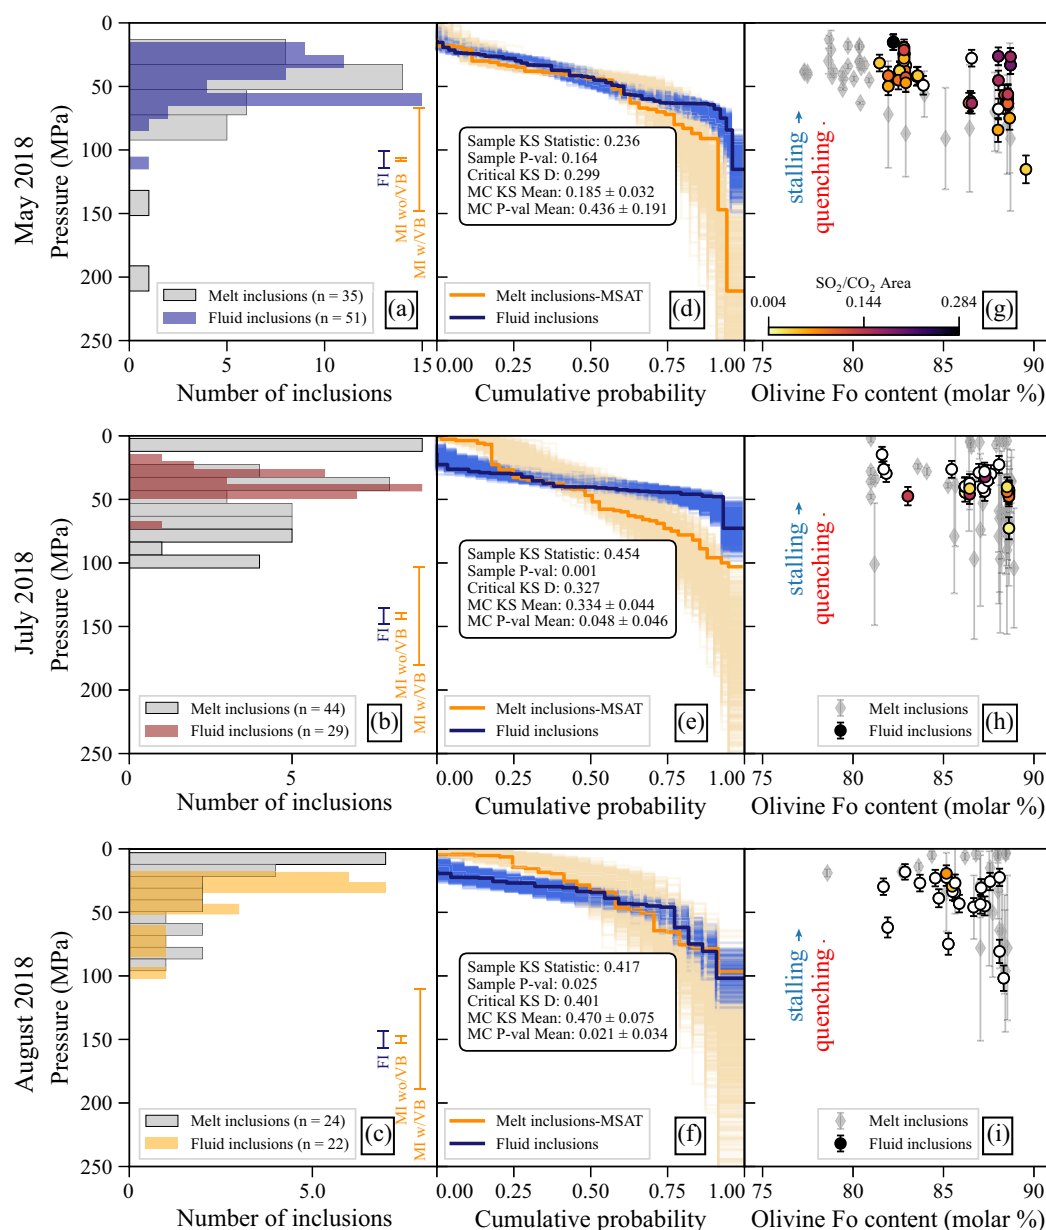 May 2018
Pressure (MPa)
0
50
100
150
200
250
FI
MI wo/VB
MI w/VB
Melt inclusions (n = 35)
Fluid inclusions (n = 51)
(a)
0
5
10
15
Number of inclusions
Sample KS Statistic: 0.236
Sample P-val: 0.164
Critical KS D: 0.299
MC KS Mean: 0.185 ± 0.032
MC P-val Mean: 0.436 ± 0.191
Melt inclusions-MSAT
Fluid inclusions
(d)
0.00 0.25 0.50 0.75 1.00
Cumulative probability
stalling
quenching
SO2/CO2 Area
0.004 0.144 0.284
(g)
75 80 85 90
Olivine Fo content (molar %)
July 2018
Pressure (MPa)
0
50
100
150
200
250
FI
MI wo/VB
MI w/VB
Melt inclusions (n = 44)
Fluid inclusions (n = 29)
(b)
0 5
Number of inclusions
Sample KS Statistic: 0.454
Sample P-val: 0.001
Critical KS D: 0.327
MC KS Mean: 0.334 ± 0.044
MC P-val Mean: 0.048 ± 0.046
Melt inclusions-MSAT
Fluid inclusions
(e)
0.00 0.25 0.50 0.75 1.00
Cumulative probability
stalling
quenching
Melt inclusions
Fluid inclusions
(h)
75 80 85 90
Olivine Fo content (molar %)
August 2018
Pressure (MPa)
0
50
100
150
200
250
FI
MI wo/VB
MI w/VB
Melt inclusions (n = 24)
Fluid inclusions (n = 22)
(c)
0 5.0
Number of inclusions
Sample KS Statistic: 0.417
Sample P-val: 0.025
Critical KS D: 0.401
MC KS Mean: 0.470 ± 0.075
MC P-val Mean: 0.021 ± 0.034
Melt inclusions-MSAT
Fluid inclusions
(f)
0.00 0.25 0.50 0.75 1.00
Cumulative probability
stalling
quenching
Melt inclusions
Fluid inclusions
(i)
75 80 85 90
Olivine Fo content (molar %)